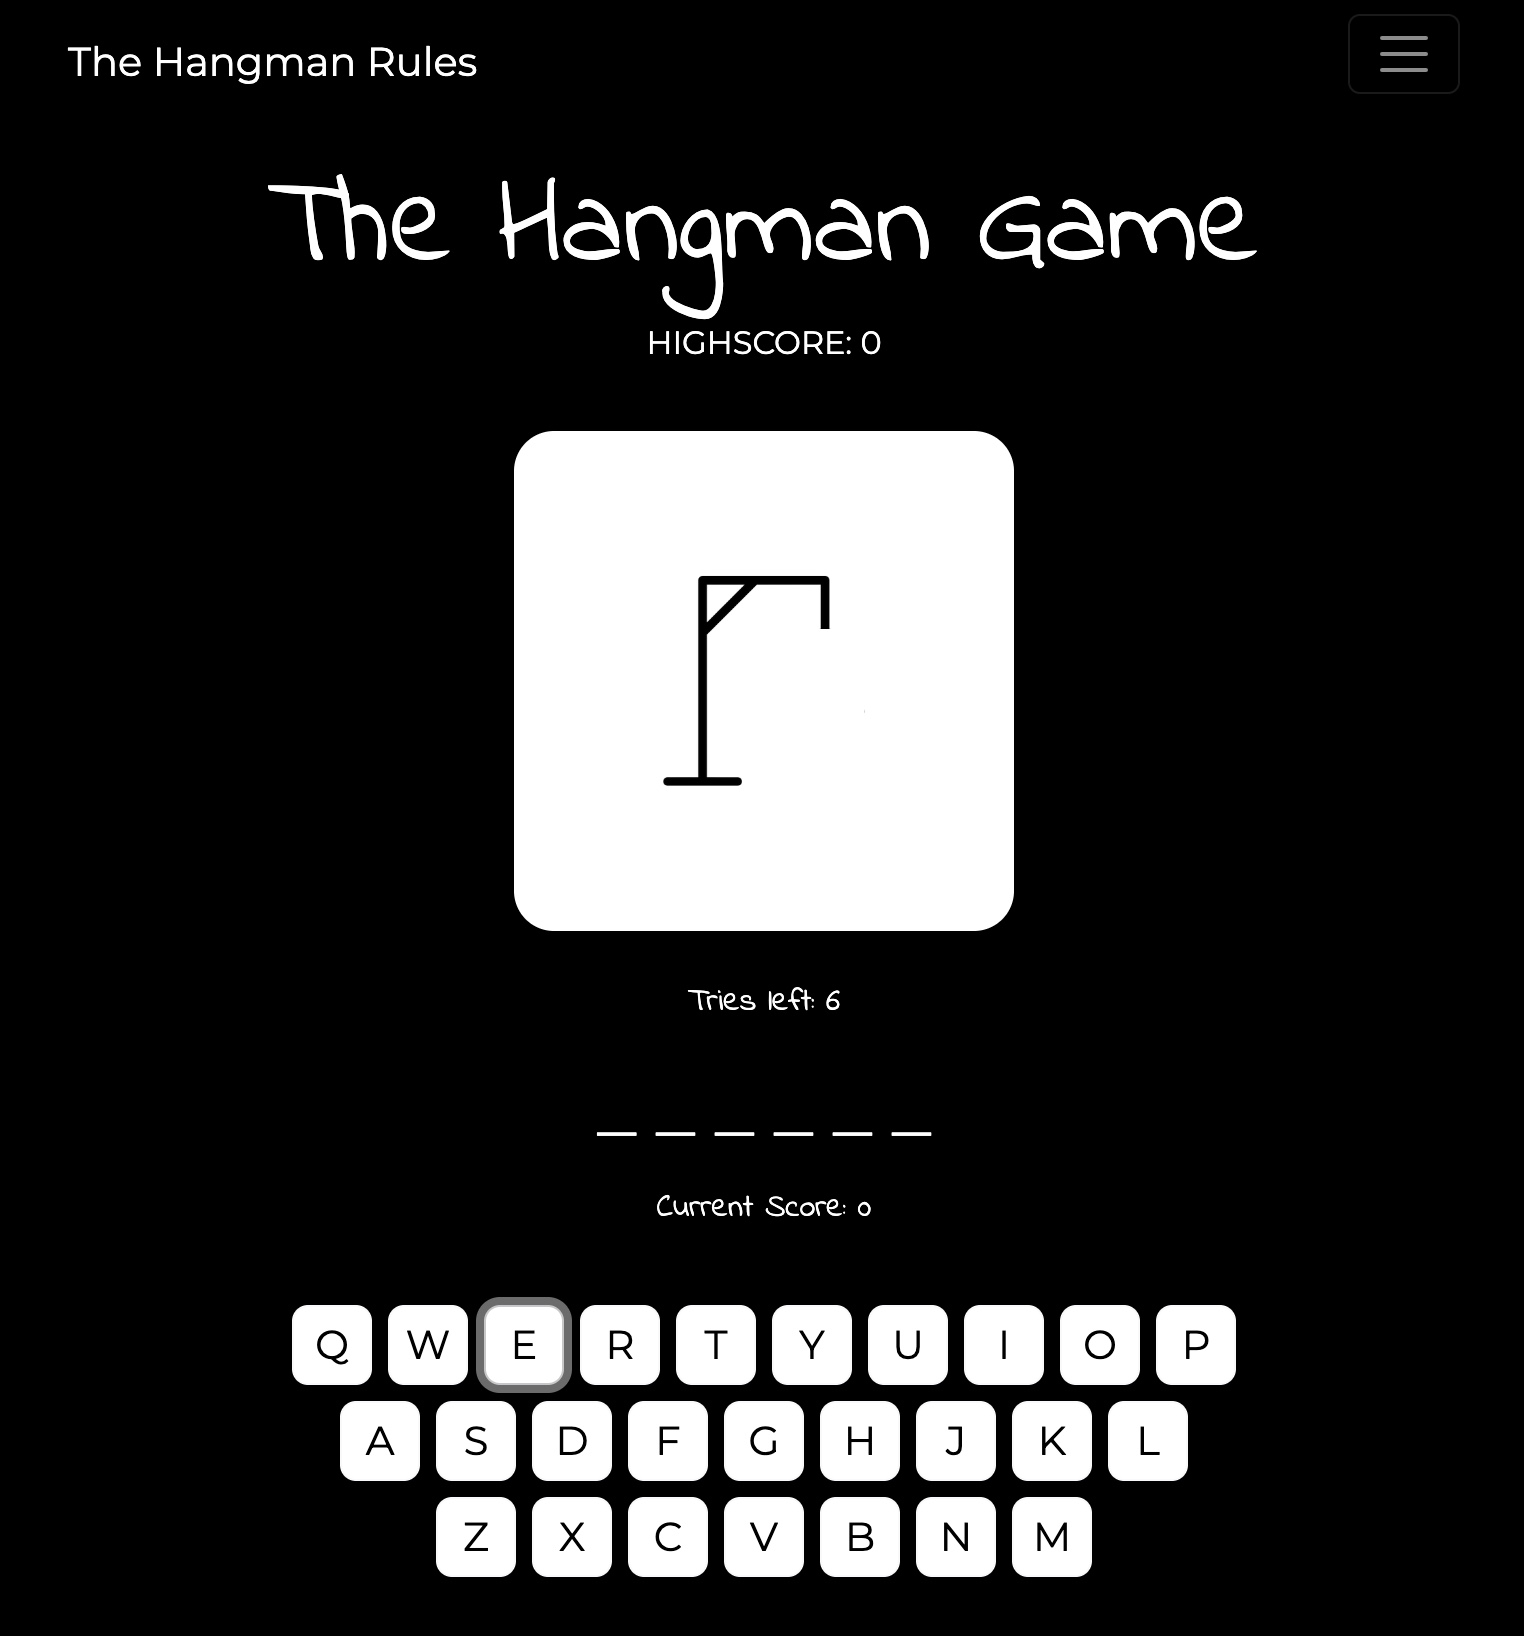 The Hangman Rules
The Hangman Game
HIGHSCORE: 0
Tries left: 6
_ _ _ _ _ _
Current Score: 0
Q W E R T Y U I O P
A S D F G H J K L
Z X C V B N M